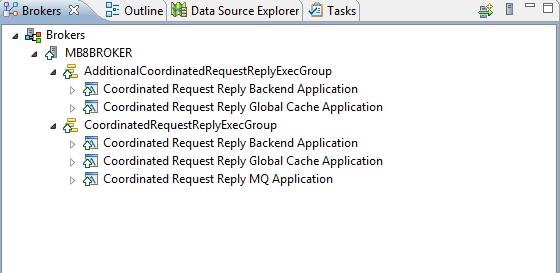 Brokers Outline Data Source Explorer Tasks
Brokers
MB8BROKER
AdditionalCoordinatedRequestReplyExecGroup
Coordinated Request Reply Backend Application
Coordinated Request Reply Global Cache Application
CoordinatedRequestReplyExecGroup
Coordinated Request Reply Backend Application
Coordinated Request Reply Global Cache Application
Coordinated Request Reply MQ Application